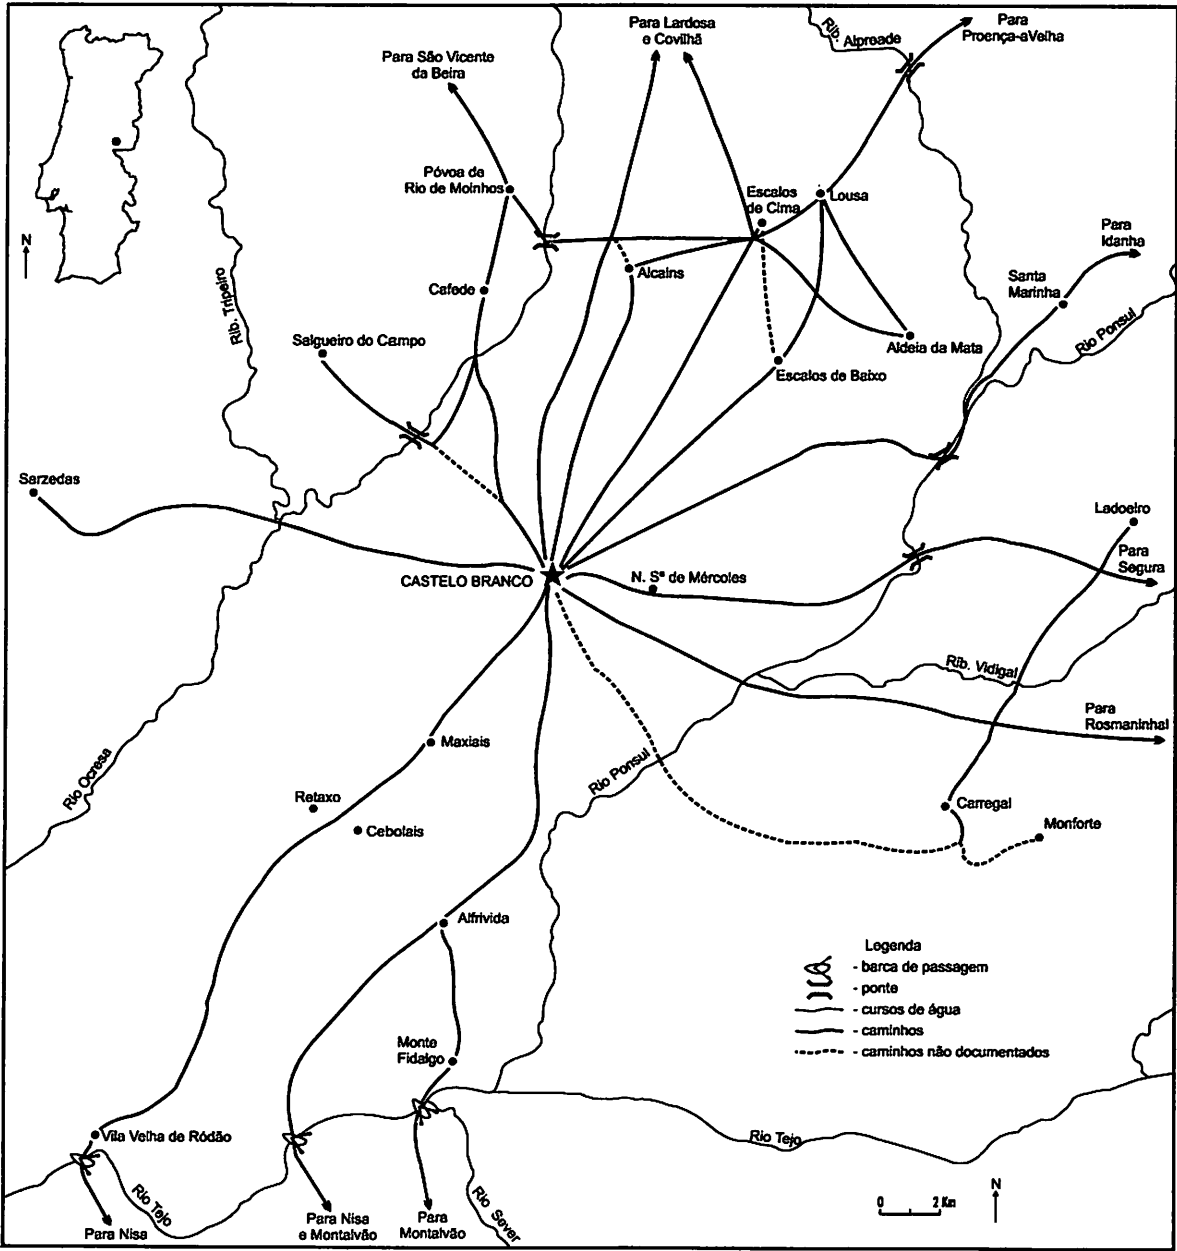 Para Lardosa
e Covilhã
Rib. Alpreade
Para
Proença-aVelha
Para São Vicente
da Beira
Póvoa de
Rio de Moinhos
Escalos
de Cima
Lousa
N
Para
Idanha
Alcains
Santa
Marinha
Cafede
Rib. Tripeiro
Salgueiro do Campo
Aldeia da Mata
Rio Ponsul
Escalos de Baixo
Sarzedas
Ladoeiro
Para
Segura
CASTELO BRANCO
N. Sª de Mércoles
Rib. Vidigal
Para
Rosmaninhal
Maxiais
Rio Ocresa
Rio Ponsul
Retaxo
Cebolais
Carregal
Monforte
Alfrivida
Legenda
- barca de passagem
- ponte
- cursos de água
- caminhos
- caminhos não documentados
Monte
Fidalgo
Vila Velha de Ródão
Rio Tejo
N
0 2 Km
Rio Tejo
Rio Sever
Para Nisa
Para Nisa
e Montalvão
Para
Montalvão